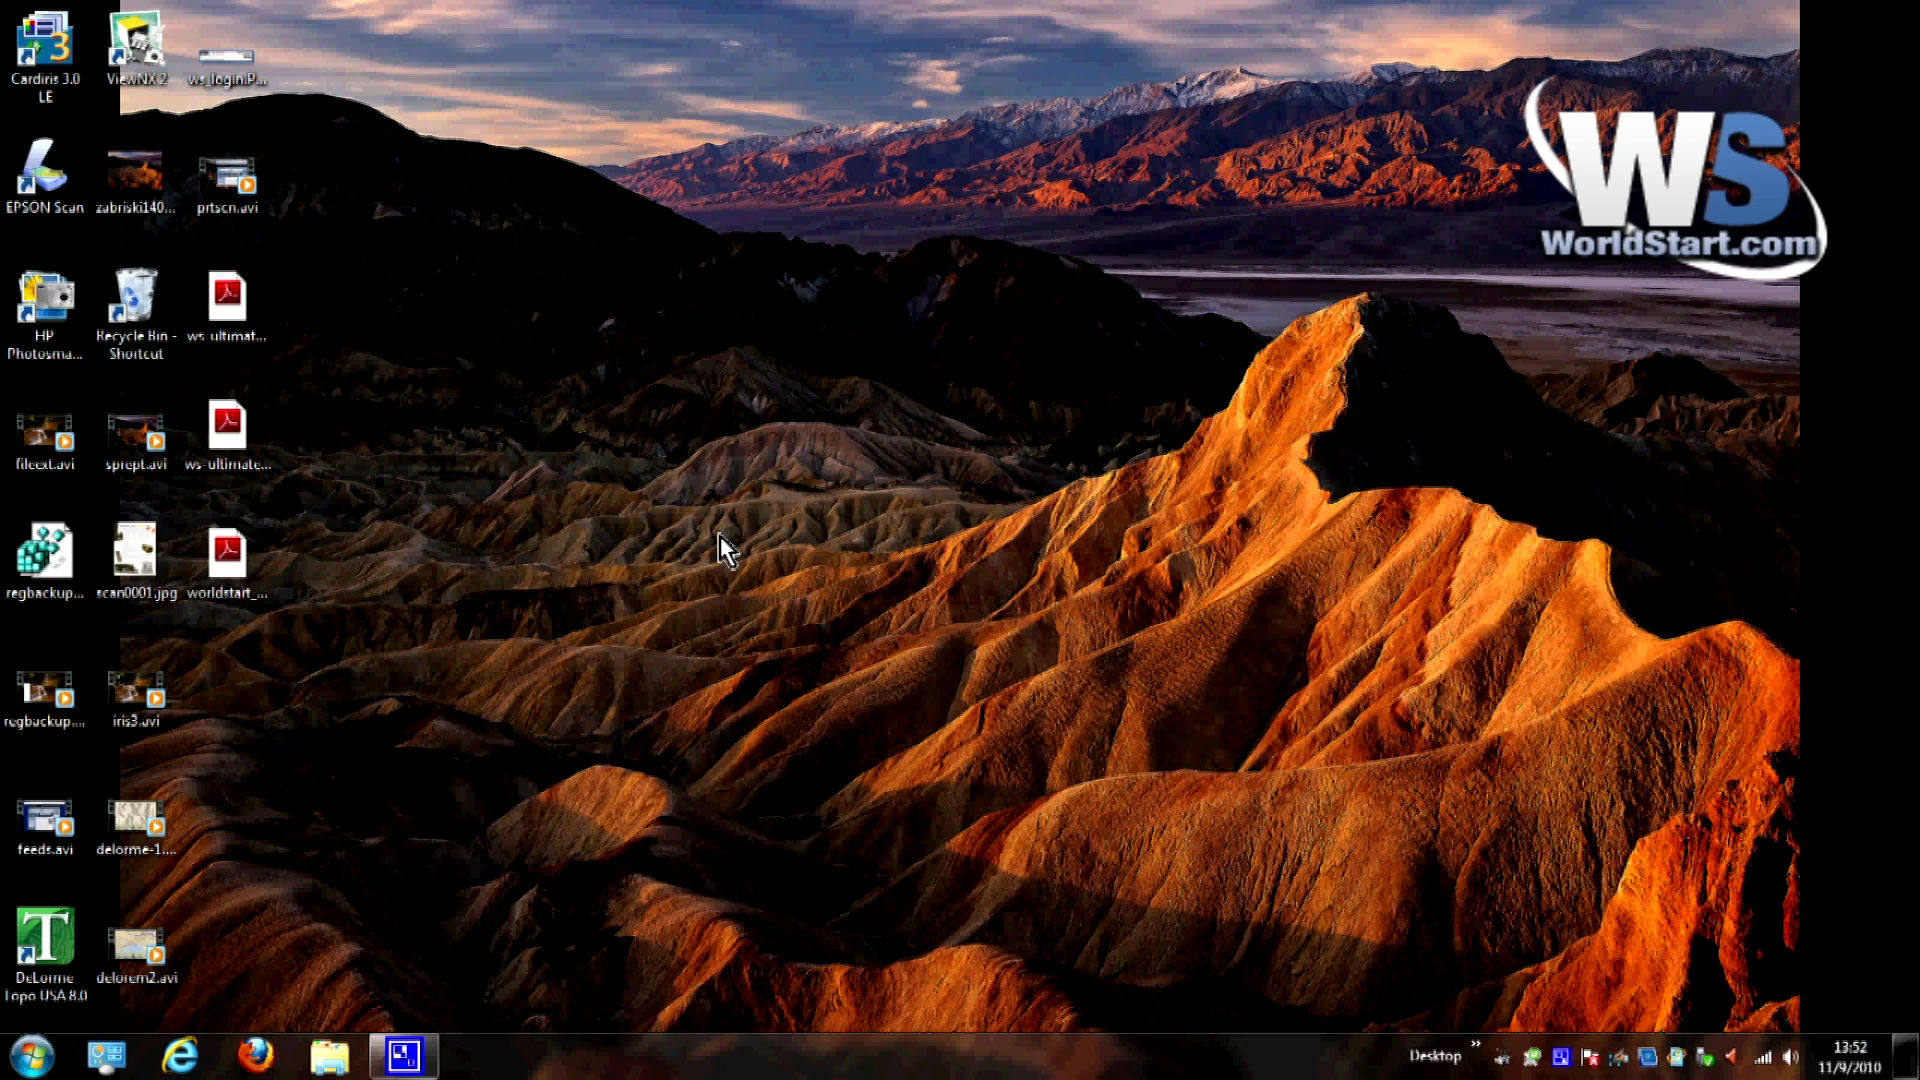 Cardiris 3.0
LE
ViewNX 2
ws_login.P...
EPSON Scan
zabriski140...
prtscn.avi
HP
Photosma...
Recycle Bin -
Shortcut
ws_ultimat...
fileext.avi
sprept.avi
ws-ultimate...
regbackup...
scan0001.jpg
worldstart_...
regbackup....
iris3.avi
feeds.avi
delorme-1....
DeLorme
Topo USA 8.0
delorem2.avi
WS
WorldStart.com
3
T
Desktop
13:52
11/9/2010